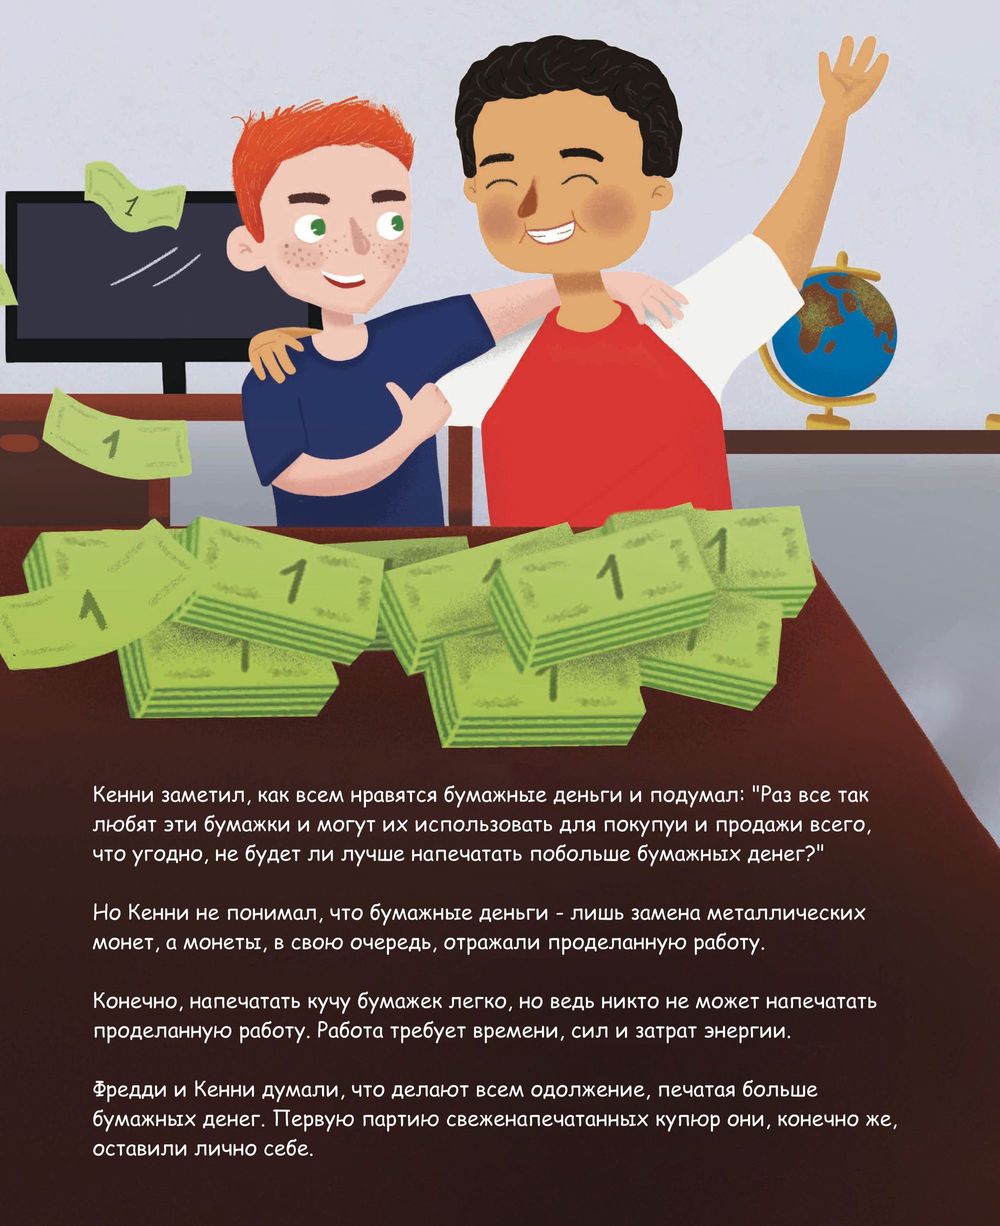 1
1
1
1
1
1
1
1
1
1
Кенни заметил, как всем нравятся бумажные деньги и подумал: "Раз все так
любят эти бумажки и могут их использовать для покупуи и продажи всего,
что угодно, не будет ли лучше напечатать побольше бумажных денег?"
Но Кенни не понимал, что бумажные деньги - лишь замена металлических
монет, а монеты, в свою очередь, отражали проделанную работу.
Конечно, напечатать кучу бумажек легко, но ведь никто не может напечатать
проделанную работу. Работа требует времени, сил и затрат энергии.
Фредди и Кенни думали, что делают всем одолжение, печатая больше
бумажных денег. Первую партию свеженапечатанных купюр они, конечно же,
оставили лично себе.